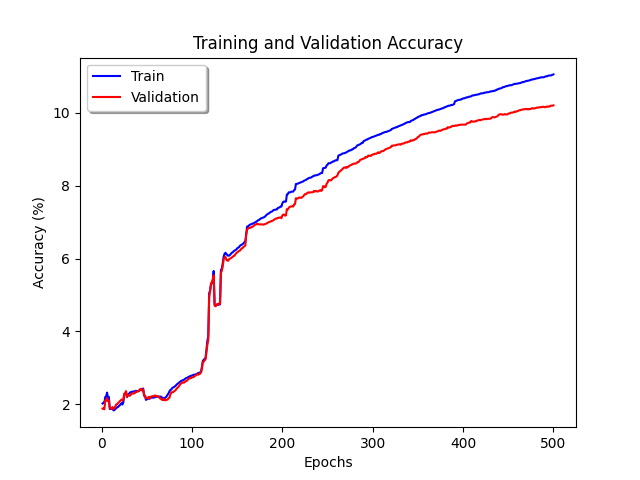 Training and Validation Accuracy
Train
Validation
Accuracy (%)
10
8
6
4
2
0 100 200 300 400 500
Epochs